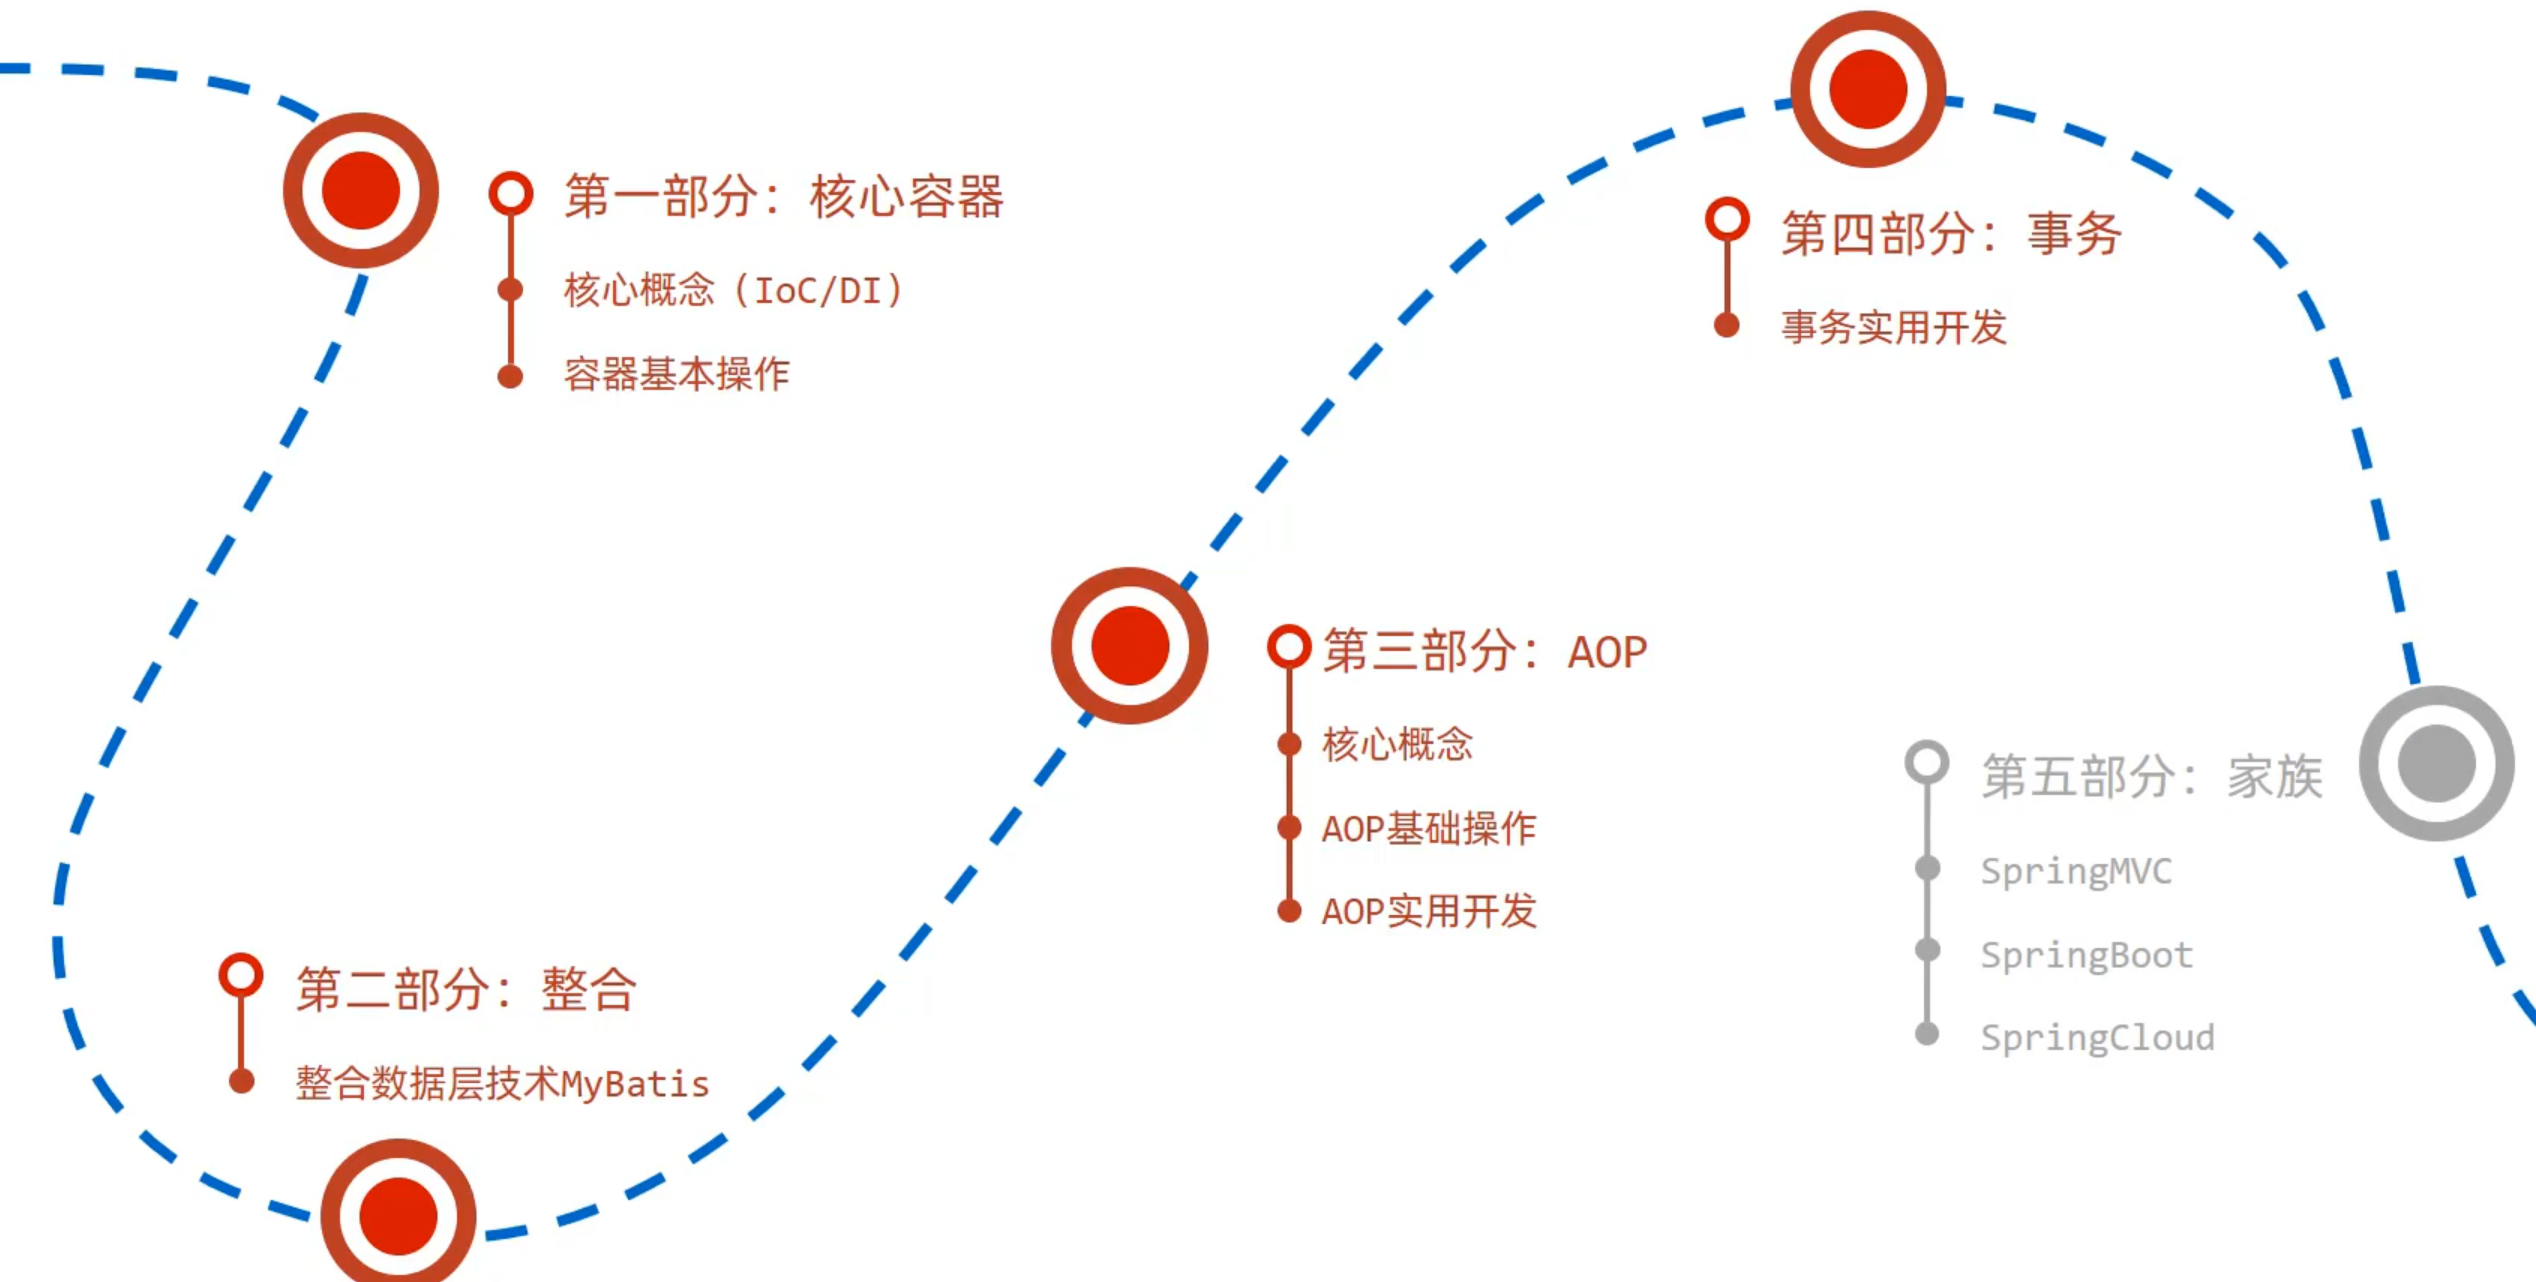 第一部分：核心容器
核心概念（IoC/DI）
容器基本操作
第二部分：整合
整合数据层技术MyBatis
第三部分：AOP
核心概念
AOP基础操作
AOP实用开发
第四部分：事务
事务实用开发
第五部分：家族
SpringMVC
SpringBoot
SpringCloud